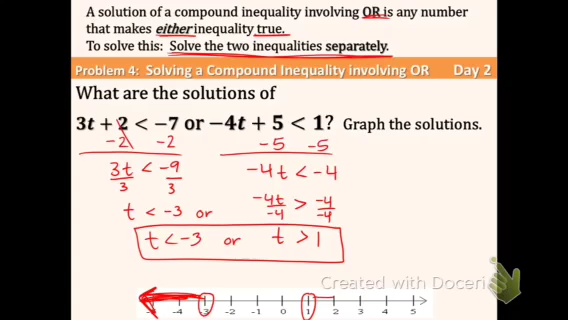 A solution of a compound inequality involving OR is any number
that makes either inequality true.
To solve this: Solve the two inequalities separately.
Problem 4: Solving a Compound Inequality involving OR Day 2
What are the solutions of
3t + 2 < −7 or −4t + 5 < 1? Graph the solutions.
−2 −2 −5 −5
3t/3 < −9/3 −4t < −4
−4t/−4 > −4/−4
t < −3 or
t < −3 or t > 1
Created with Doceri
-4 -3 -2 -1 0 1 2 3 4 5